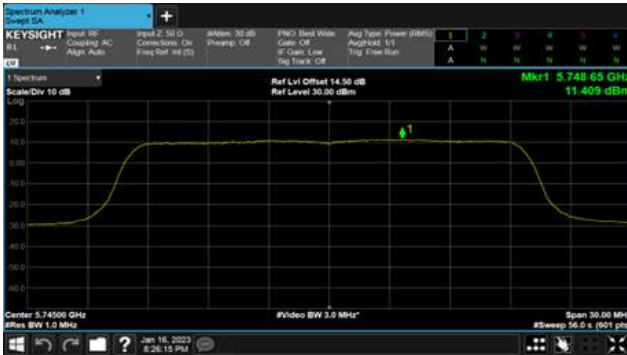 Spectrum Analyzer 1
Swept SA
KEYSIGHT
RL
Input: RF
Coupling: AC
Align: Auto
Input Z: 50 Ω
Corrections: On
Freq Ref: Int (S)
#Atten: 30 dB
Preamp: Off
PNO: Best Wide
Gate: Off
IF Gain: Low
Sig Track: Off
Avg Type: Power (RMS)
Avg|Hold: 1/1
Trig: Free Run
1 2 3 4 5 6
A W W W W W
A N N N N N
1 Spectrum
Scale/Div 10 dB
Ref Lvl Offset 14.50 dB
Ref Level 30.00 dBm
Mkr1 5.748 65 GHz
11.409 dBm
Log
20.0
10.0
0.00
-10.0
-20.0
-30.0
-40.0
-50.0
-60.0
1
Center 5.74500 GHz
#Res BW 1.0 MHz
#Video BW 3.0 MHz*
Span 30.00 MHz
#Sweep 56.0 s (601 pts)
Jan 16, 2023
8:26:15 PM